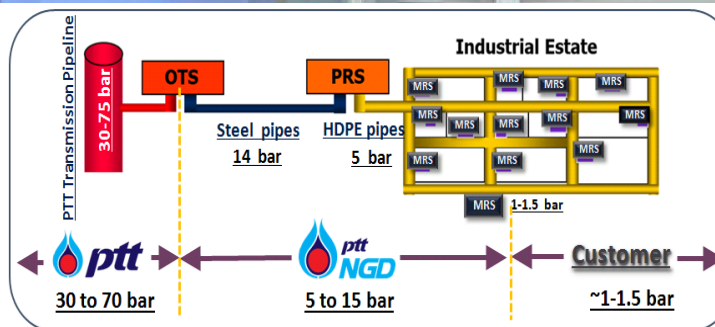 Industrial Estate
PTT Transmission Pipeline
30-75 bar
OTS
PRS
Steel pipes
14 bar
HDPE pipes
5 bar
MRS
MRS
MRS
MRS
MRS
MRS
MRS
MRS
MRS
MRS
MRS
MRS
MRS
1-1.5 bar
ptt
ptt
NGD
Customer
30 to 70 bar
5 to 15 bar
~1-1.5 bar